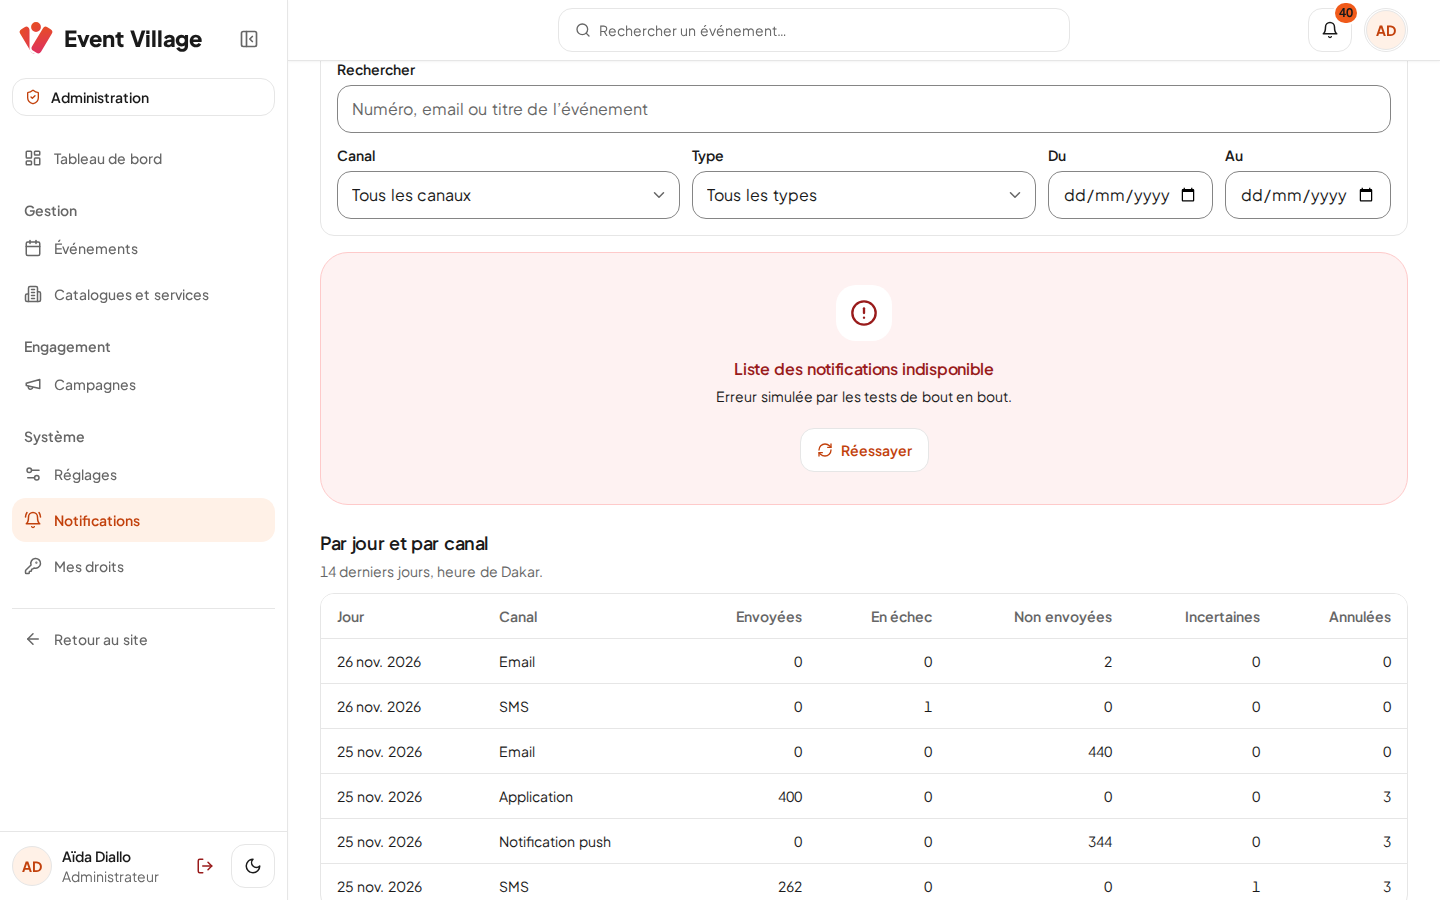 Event Village
Administration
Tableau de bord
Gestion
Événements
Catalogues et services
Engagement
Campagnes
Système
Réglages
Notifications
Mes droits
Retour au site
AD
Aïda Diallo
Administrateur
Rechercher un événement…
40
AD
Rechercher
Numéro, email ou titre de l’événement
Canal
Type
Du
Au
Tous les canaux
Tous les types
dd/mm/yyyy
dd/mm/yyyy
Liste des notifications indisponible
Erreur simulée par les tests de bout en bout.
Réessayer
Par jour et par canal
14 derniers jours, heure de Dakar.
Jour Canal Envoyées En échec Non envoyées Incertaines Annulées
26 nov. 2026 Email 0 0 2 0 0
26 nov. 2026 SMS 0 1 0 0 0
25 nov. 2026 Email 0 0 440 0 0
25 nov. 2026 Application 400 0 0 0 3
25 nov. 2026 Notification push 0 0 344 0 3
25 nov. 2026 SMS 262 0 0 1 3